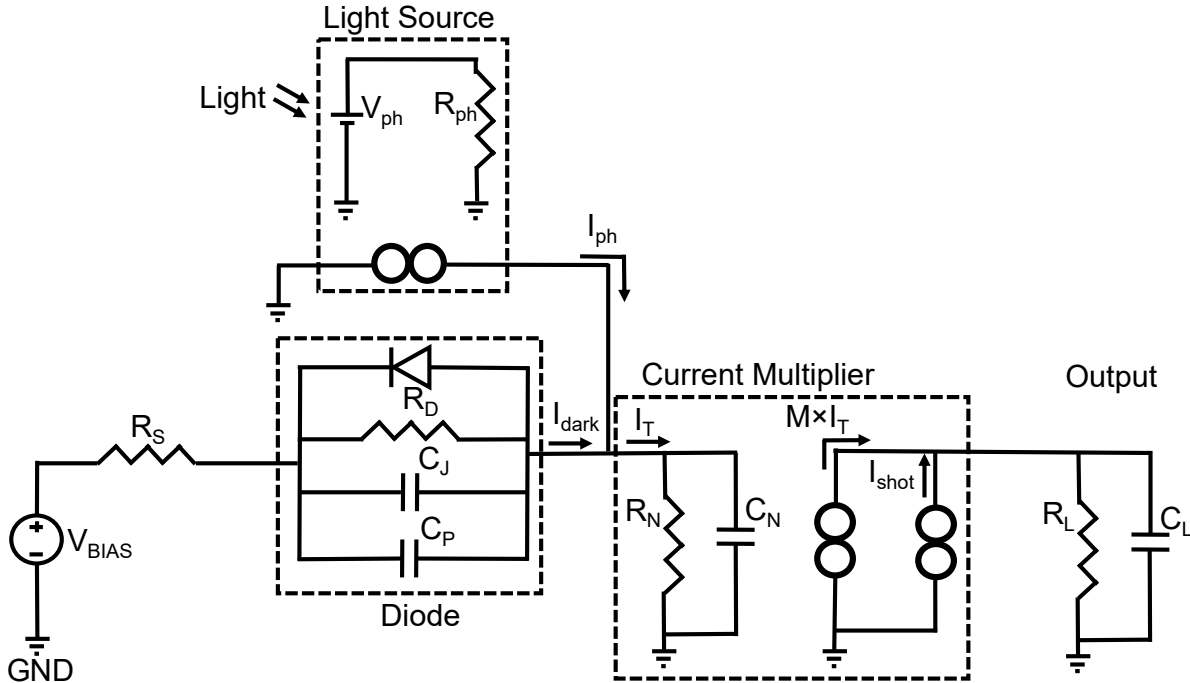 Light Source
Light
V_ph
R_ph
I_ph
Current Multiplier
Output
R_D
I_dark
I_T
M×I_T
R_S
C_J
I_shot
R_N
C_N
R_L
C_L
C_P
+
-
V_BIAS
Diode
GND